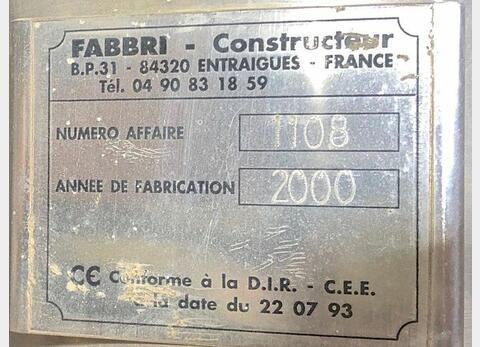 FABBRI - Constructeur
B.P.31 - 84320 ENTRAIGUES - FRANCE
Tél. 04 90 83 18 59
NUMERO AFFAIRE 1108
ANNEE DE FABRICATION 2000
CE Conforme à la D.I.R. - C.E.E.
à la date du 22 07 93